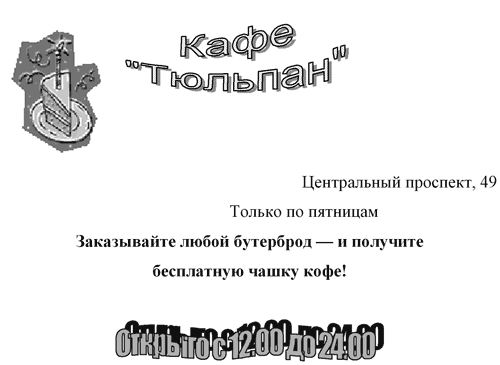 Кафе
"Тюльпан"
Центральный проспект, 49
Только по пятницам
Заказывайте любой бутерброд — и получите
бесплатную чашку кофе!
Открыто с 12.00 до 24.00